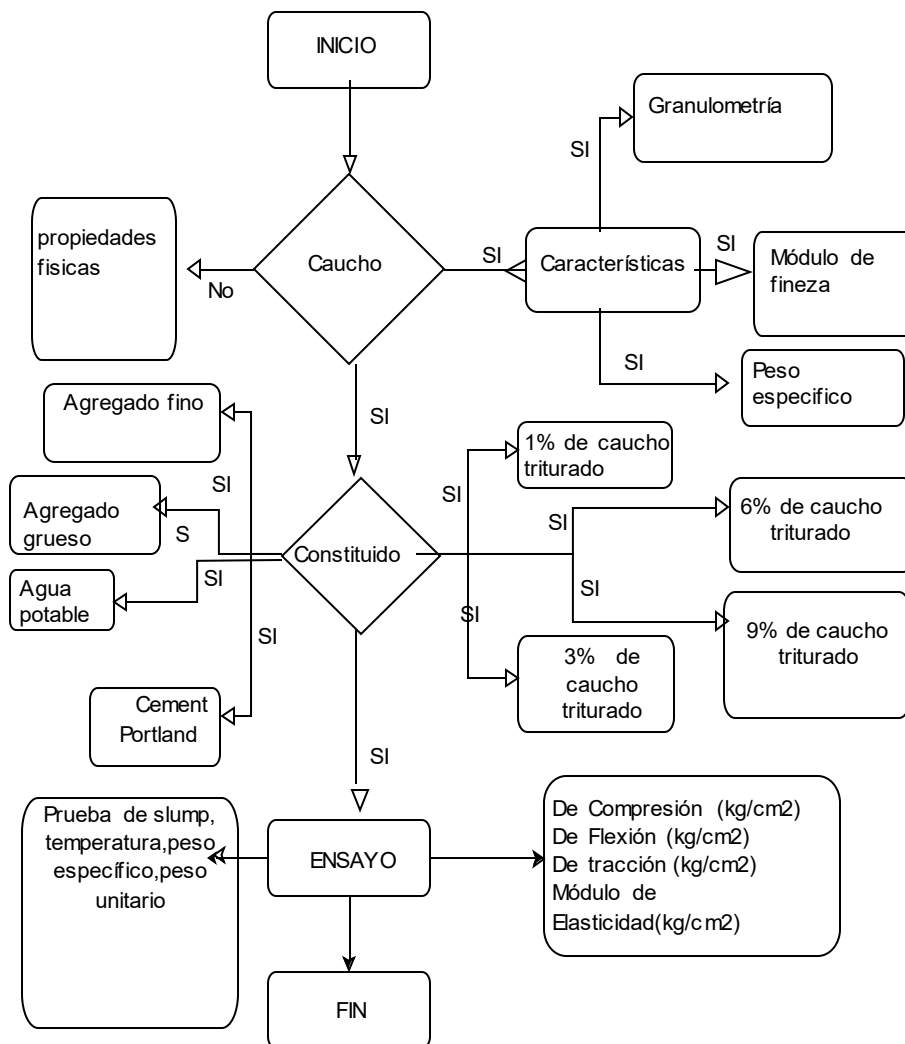 INICIO
Granulometría
SI
propiedades
fisicas
Caucho
SI
Características
SI
Módulo de
fineza
No
SI
Peso
especifico
Agregado fino
SI
1% de caucho
triturado
SI
SI
Agregado
grueso
S
Constituido
SI
6% de caucho
triturado
Agua
potable
SI
SI
9% de caucho
triturado
SI
SI
3% de
caucho
triturado
Cement
Portland
SI
Prueba de slump,
temperatura,peso
específico,peso
unitario
ENSAYO
De Compresión (kg/cm2)
De Flexión (kg/cm2)
De tracción (kg/cm2)
Módulo de
Elasticidad(kg/cm2)
FIN